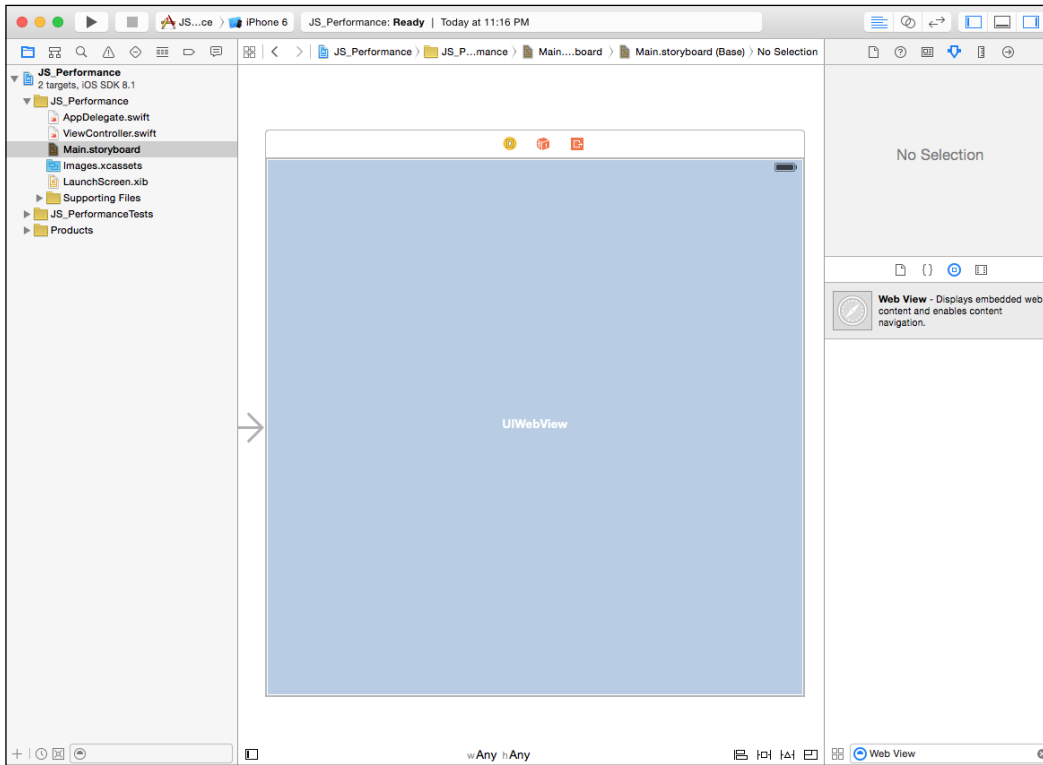 JS...ce 〉 iPhone 6
JS_Performance: Ready | Today at 11:16 PM
JS_Performance 〉 JS_P...mance 〉 Main....board 〉 Main.storyboard (Base) 〉 No Selection
JS_Performance
2 targets, iOS SDK 8.1
JS_Performance
AppDelegate.swift
ViewController.swift
Main.storyboard
Images.xcassets
LaunchScreen.xib
Supporting Files
JS_PerformanceTests
Products
UIWebView
wAny hAny
No Selection
{}
Web View - Displays embedded web
content and enables content
navigation.
Web View